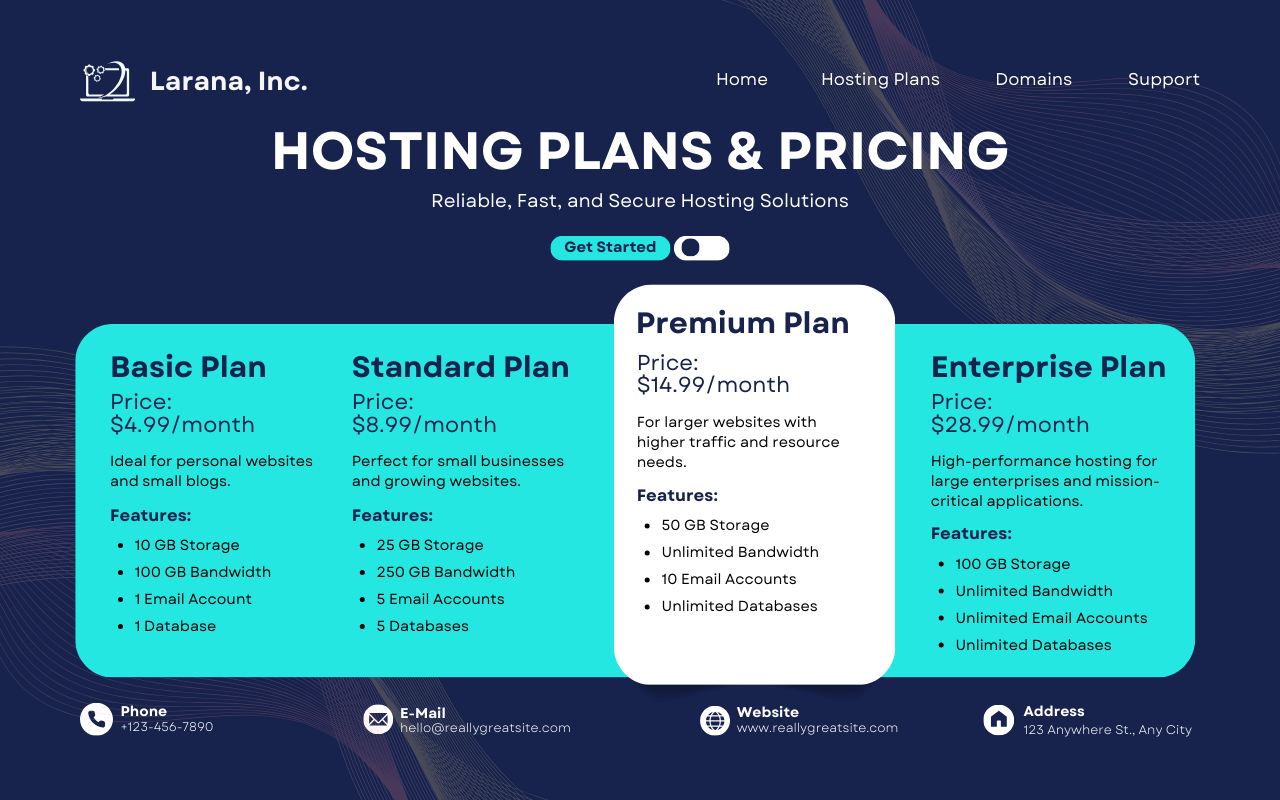 Larana, Inc.
Home
Hosting Plans
Domains
Support
HOSTING PLANS & PRICING
Reliable, Fast, and Secure Hosting Solutions
Get Started
Basic Plan
Price:
$4.99/month
Ideal for personal websites
and small blogs.
Features:
• 10 GB Storage
• 100 GB Bandwidth
• 1 Email Account
• 1 Database
Standard Plan
Price:
$8.99/month
Perfect for small businesses
and growing websites.
Features:
• 25 GB Storage
• 250 GB Bandwidth
• 5 Email Accounts
• 5 Databases
Premium Plan
Price:
$14.99/month
For larger websites with
higher traffic and resource
needs.
Features:
• 50 GB Storage
• Unlimited Bandwidth
• 10 Email Accounts
• Unlimited Databases
Enterprise Plan
Price:
$28.99/month
High-performance hosting for
large enterprises and mission-
critical applications.
Features:
• 100 GB Storage
• Unlimited Bandwidth
• Unlimited Email Accounts
• Unlimited Databases
Phone
+123-456-7890
E-Mail
hello@reallygreatsite.com
Website
www.reallygreatsite.com
Address
123 Anywhere St., Any City